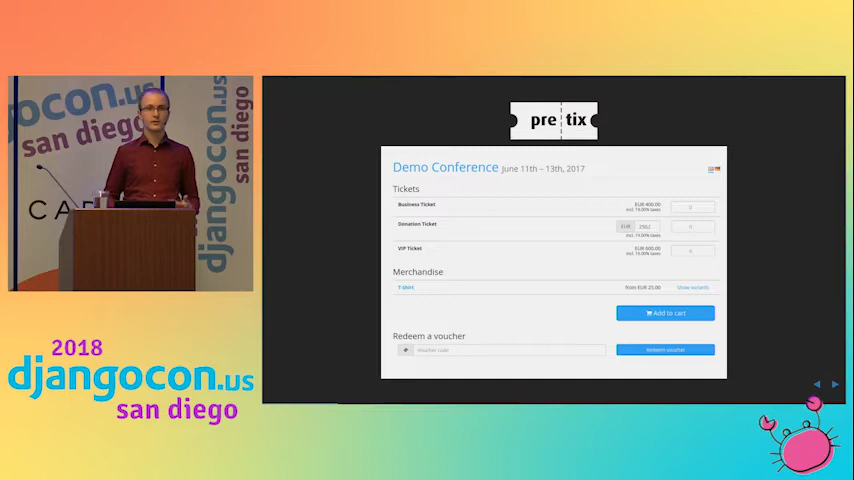 gocon.us
san diego
djangocon.us
san diego
CA
2018
djangocon.us
san diego
pre tix
Demo Conference June 11th – 13th, 2017
Tickets
Business Ticket EUR 400.00 0
incl. 19.00% taxes
Donation Ticket EUR 250.0 0
incl. 19.00% taxes
VIP Ticket EUR 600.00 0
incl. 19.00% taxes
Merchandise
T-Shirt from EUR 25.00 Show variants
Add to cart
Redeem a voucher
Voucher code Redeem voucher